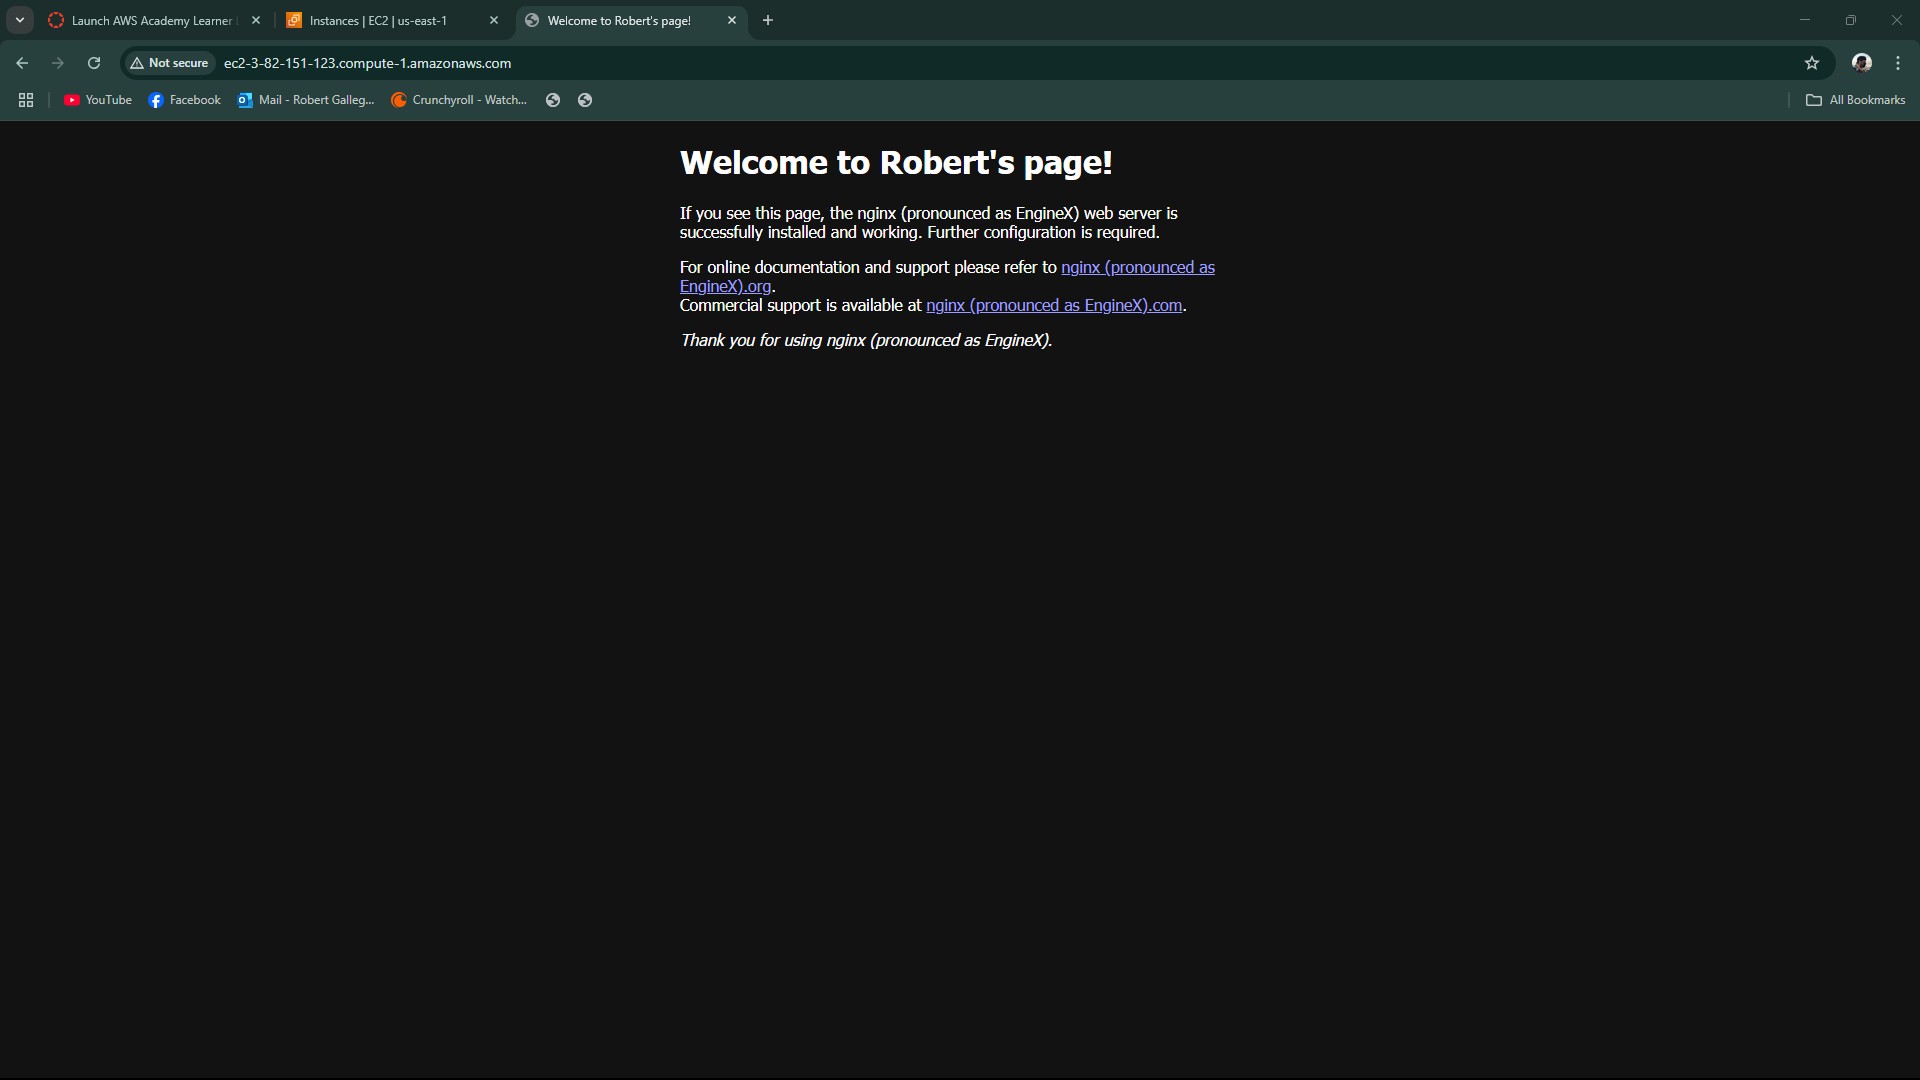 Launch AWS Academy Learner
Instances | EC2 | us-east-1
Welcome to Robert's page!
Not secure
ec2-3-82-151-123.compute-1.amazonaws.com
YouTube
Facebook
Mail - Robert Galleg...
Crunchyroll - Watch...
All Bookmarks
Welcome to Robert's page!
If you see this page, the nginx (pronounced as EngineX) web server is
successfully installed and working. Further configuration is required.
For online documentation and support please refer to nginx (pronounced as
EngineX).org.
Commercial support is available at nginx (pronounced as EngineX).com.
Thank you for using nginx (pronounced as EngineX).